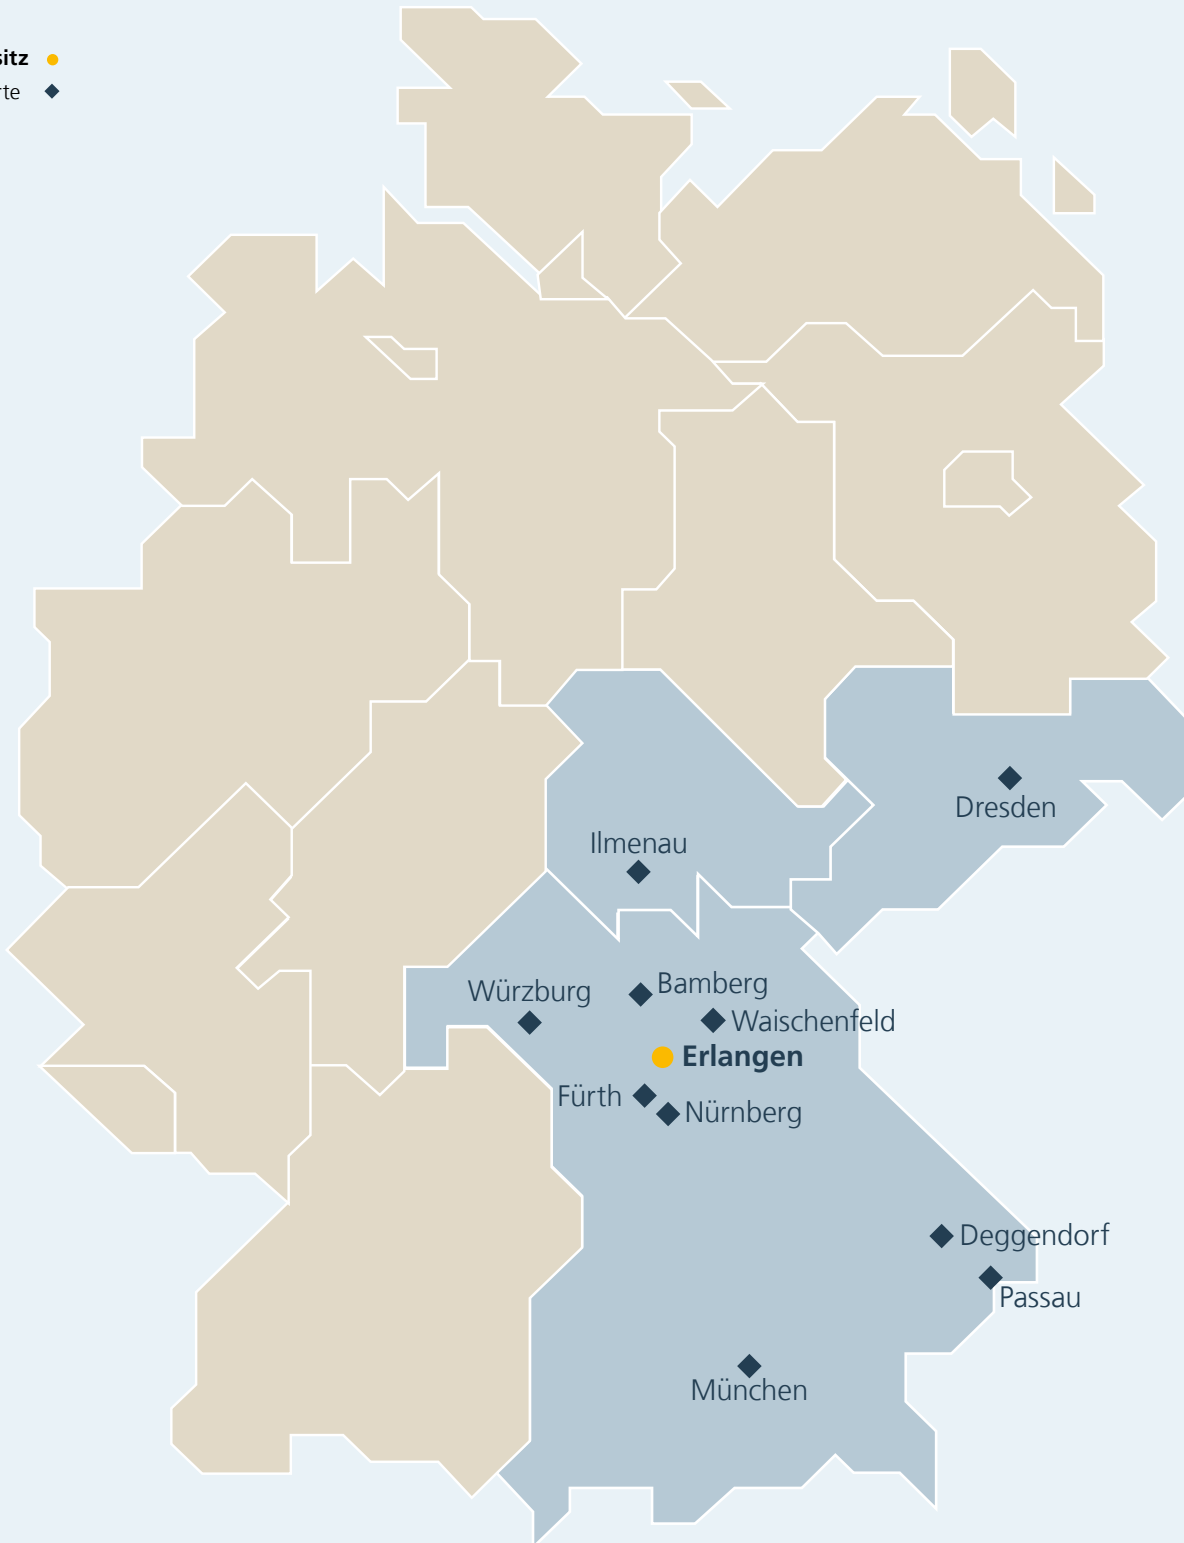 sitz
rte
Dresden
Ilmenau
Würzburg
Bamberg
Waischenfeld
Erlangen
Fürth
Nürnberg
Deggendorf
Passau
München